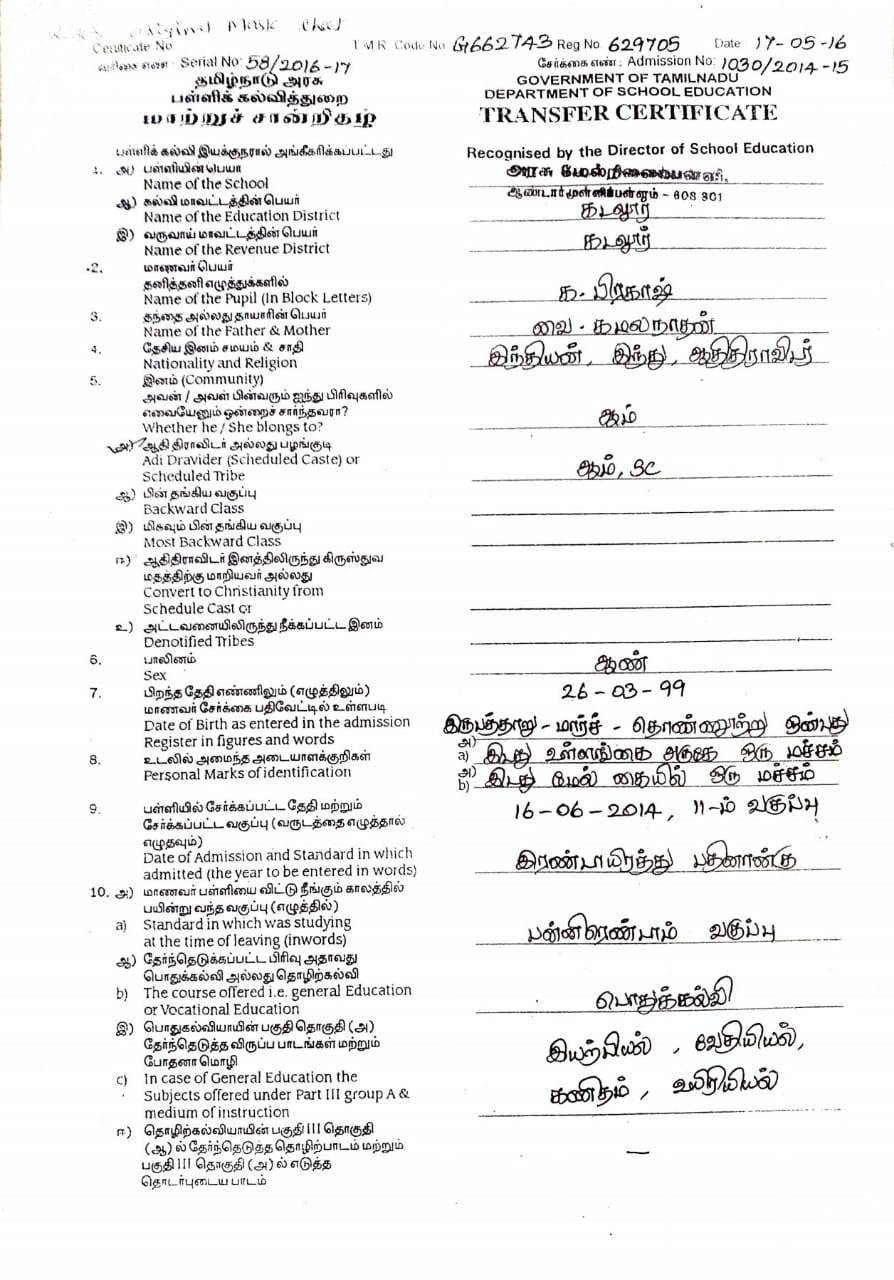 Original Mark Sheet
Certificate No T M R Code No G1662743 Reg No 629705 Date 17-05-16
வரிசை எண் Serial No 58/2016-17 சேர்க்கை எண் : Admission No: 1030/2014-15
தமிழ்நாடு அரசு GOVERNMENT OF TAMILNADU
பள்ளிக் கல்வித்துறை DEPARTMENT OF SCHOOL EDUCATION
மாற்றுச் சான்றிதழ் TRANSFER CERTIFICATE
பள்ளிக் கல்வி இயக்குநரால் அங்கீகரிக்கப்பட்டது Recognised by the Director of School Education
1. அ) பள்ளியின் பெயர் அரசு மேல்நிலைப்பள்ளி,
Name of the School
ஆண்டார்முள்ளிபள்ளம் - 608 801
ஆ) கல்வி மாவட்டத்தின் பெயர் கடலூர்
Name of the Education District
இ) வருவாய் மாவட்டத்தின் பெயர் கடலூர்
Name of the Revenue District
2. மாணவர் பெயர்
தனித்தனி எழுத்துக்களில் க. பிரகாஷ்
Name of the Pupil (In Block Letters)
3. தந்தை அல்லது தாயாரின் பெயர் வை. கமலநாதன்
Name of the Father & Mother
4. தேசிய இனம் சமயம் & சாதி இந்தியன், இந்து, ஆதிதிராவிடர்
Nationality and Religion
5. இனம் (Community)
அவன் / அவள் பின்வரும் ஐந்து பிரிவுகளில்
எவையேனும் ஒன்றைச் சார்ந்தவரா? ஆம்
Whether he / She belongs to?
அ) ஆதி திராவிடர் அல்லது பழங்குடி
Adi Dravider (Scheduled Caste) or ஆம், SC
Scheduled Tribe
ஆ) பின் தங்கிய வகுப்பு
Backward Class
இ) மிகவும் பின் தங்கிய வகுப்பு
Most Backward Class
ஈ) ஆதிதிராவிடர் இனத்திலிருந்து கிருஸ்துவ
மதத்திற்கு மாறியவர் அல்லது
Convert to Christianity from
Schedule Cast or
உ) அட்டவனையிலிருந்து நீக்கப்பட்ட இனம்
Denotified Tribes
6. பாலினம் ஆண்
Sex
7. பிறந்த தேதி எண்ணிலும் (எழுத்திலும்) 26-03-99
மாணவர் சேர்க்கை பதிவேட்டில் உள்ளபடி
Date of Birth as entered in the admission இருபத்தாறு - மார்ச் - தொண்ணூற்று ஒன்பது
Register in figures and words
8. உடலில் அமைந்த அடையாளக்குறிகள் அ) a) இடது உள்ளங்கை அருகே ஒரு மச்சம்
Personal Marks of identification அ) b) இடது மேல் கையில் ஒரு மச்சம்
9. பள்ளியில் சேர்க்கப்பட்ட தேதி மற்றும் 16-06-2014, 11-ம் வகுப்பு
சேர்க்கப்பட்ட வகுப்பு (வருடத்தை எழுத்தால்
எழுதவும்)
Date of Admission and Standard in which இரண்டாயிரத்து பதினான்கு
admitted (the year to be entered in words)
10. அ) மாணவர் பள்ளியை விட்டு நீங்கும் காலத்தில்
பயின்று வந்த வகுப்பு (எழுத்தில்)
a) Standard in which was studying பன்னிரெண்டாம் வகுப்பு
at the time of leaving (inwords)
ஆ) தேர்ந்தெடுக்கப்பட்ட பிரிவு அதாவது
பொதுக்கல்வி அல்லது தொழிற்கல்வி
b) The course offered i.e. general Education பொதுக்கல்வி
or Vocational Education
இ) பொதுகல்வியாயின் பகுதி தொகுதி (அ)
தேர்ந்தெடுத்த விருப்ப பாடங்கள் மற்றும் இயற்பியல், வேதியியல்,
போதனா மொழி
c) In case of General Education the
Subjects offered under Part III group A & கணிதம், உயிரியியல்
medium of instruction
ஈ) தொழிற்கல்வியாயின் பகுதி III தொகுதி
(ஆ) ல் தேர்ந்தெடுத்த தொழிற்பாடம் மற்றும்
பகுதி III தொகுதி (அ) ல் எடுத்த —
தொடர்புடைய பாடம்